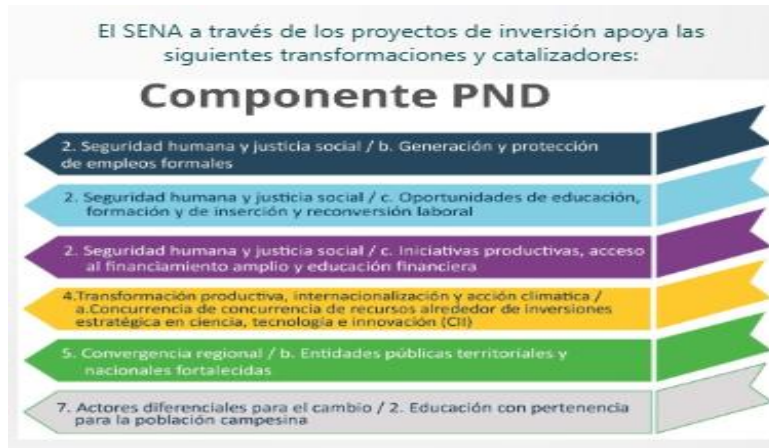 El SENA a través de los proyectos de inversión apoya las
siguientes transformaciones y catalizadores:
Componente PND
2. Seguridad humana y justicia social / b. Generación y protección
de empleos formales
2. Seguridad humana y justicia social / c. Oportunidades de educación,
formación y de inserción y reconversión laboral
2. Seguridad humana y justicia social / c. Iniciativas productivas, acceso
al financiamiento amplio y educación financiera
4.Transformación productiva, internacionalización y acción climatica /
a.Concurrencia de concurrencia de recursos alrededor de inversiones
estratégica en ciencia, tecnología e innovación (CII)
5. Convergencia regional / b. Entidades públicas territoriales y
nacionales fortalecidas
7. Actores diferenciales para el cambio / 2. Educación con pertenencia
para la población campesina